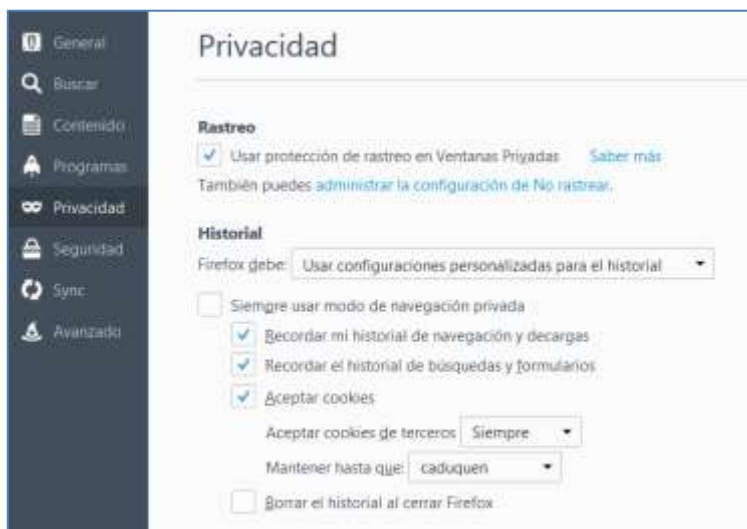 General
Buscar
Contenido
Programas
Privacidad
Seguridad
Sync
Avanzado
Privacidad
Rastreo
Usar protección de rastreo en Ventanas Privadas Saber más
También puedes administrar la configuración de No rastrear.
Historial
Firefox debe: Usar configuraciones personalizadas para el historial
Siempre usar modo de navegación privada
Recordar mi historial de navegación y decargas
Recordar el historial de búsquedas y formularios
Aceptar cookies
Aceptar cookies de terceros Siempre
Mantener hasta que: caduquen
Borrar el historial al cerrar Firefox